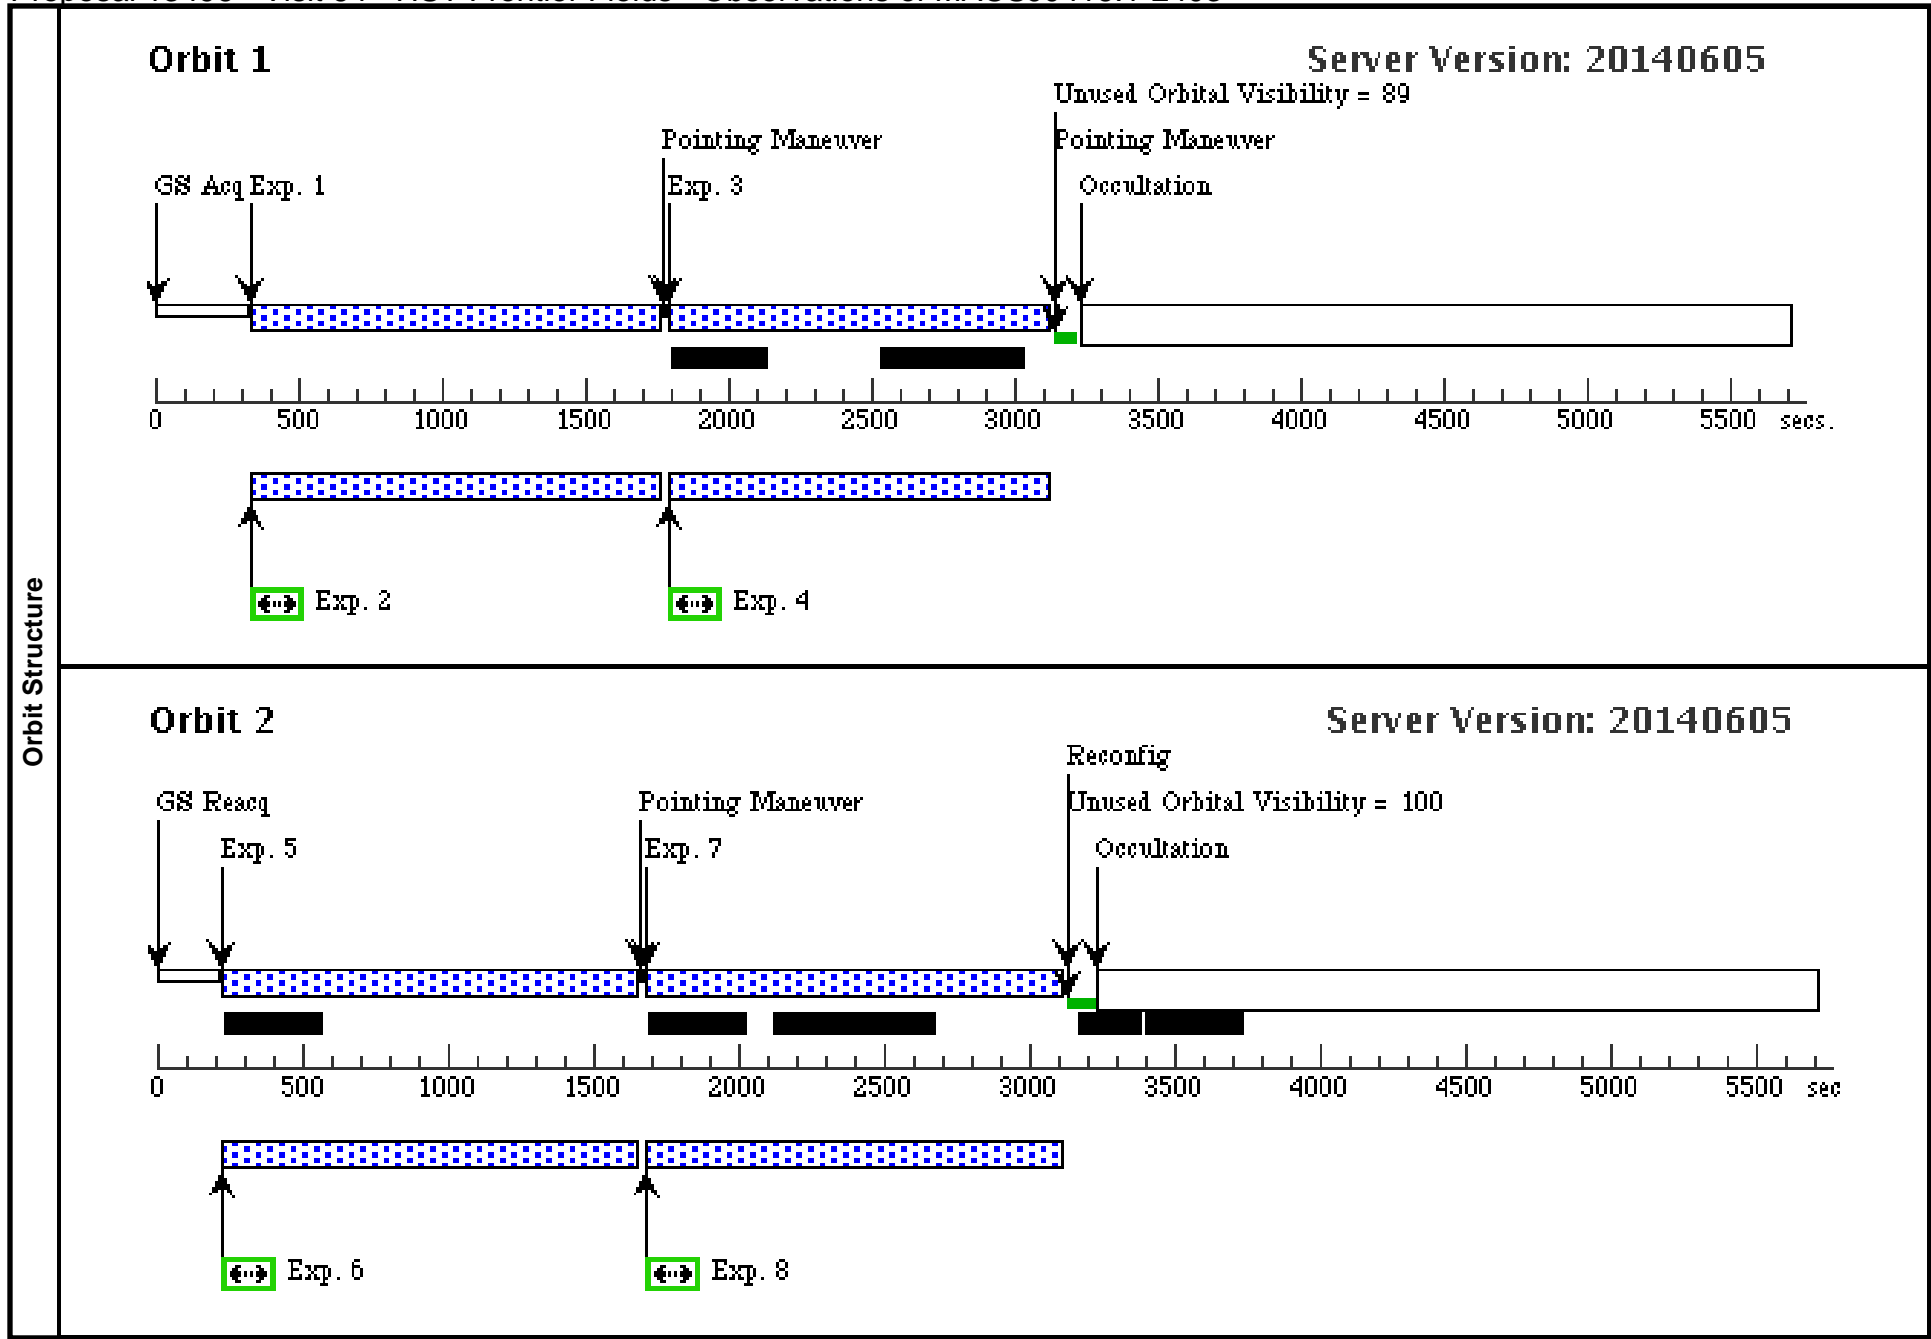 Orbit Structure
Orbit 1
Server Version: 20140605
Unused Orbital Visibility = 89
Pointing Maneuver
Pointing Maneuver
GS Acq
Exp. 1
Exp. 3
Occultation
0 500 1000 1500 2000 2500 3000 3500 4000 4500 5000 5500 secs.
Exp. 2
Exp. 4
Orbit 2
Server Version: 20140605
Reconfig
GS Reacq
Pointing Maneuver
Unused Orbital Visibility = 100
Exp. 5
Exp. 7
Occultation
0 500 1000 1500 2000 2500 3000 3500 4000 4500 5000 5500 sec
Exp. 6
Exp. 8